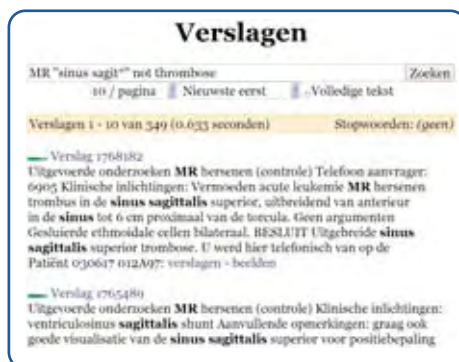 Verslagen
MR "sinus sagit*" not thrombose Zoeken
10 / pagina Nieuwste eerst Volledige tekst
Verslagen 1 - 10 van 349 (0.633 seconden) Stopwoorden: (geen)
Verslag 1768182
Uitgevoerde onderzoeken MR hersenen (controle) Telefoon aanvrager:
6905 Klinische inlichtingen: Vermoeden acute leukemie MR hersenen
trombus in de sinus sagittalis superior, uitbreidend van anterieur
in de sinus tot 6 cm proximaal van de torcula. Geen argumenten
Gesluierde ethmoidale cellen bilateraal. BESLUIT Uitgebreide sinus
sagittalis superior trombose. U werd hier telefonisch van op de
Patiënt 030617 012A97: verslagen - beelden
Verslag 1765489
Uitgevoerde onderzoeken MR hersenen (controle) Klinische inlichtingen:
ventriculosinus sagittalis shunt Aanvullende opmerkingen: graag ook
goede visualisatie van de sinus sagittalis superior voor positiebepaling